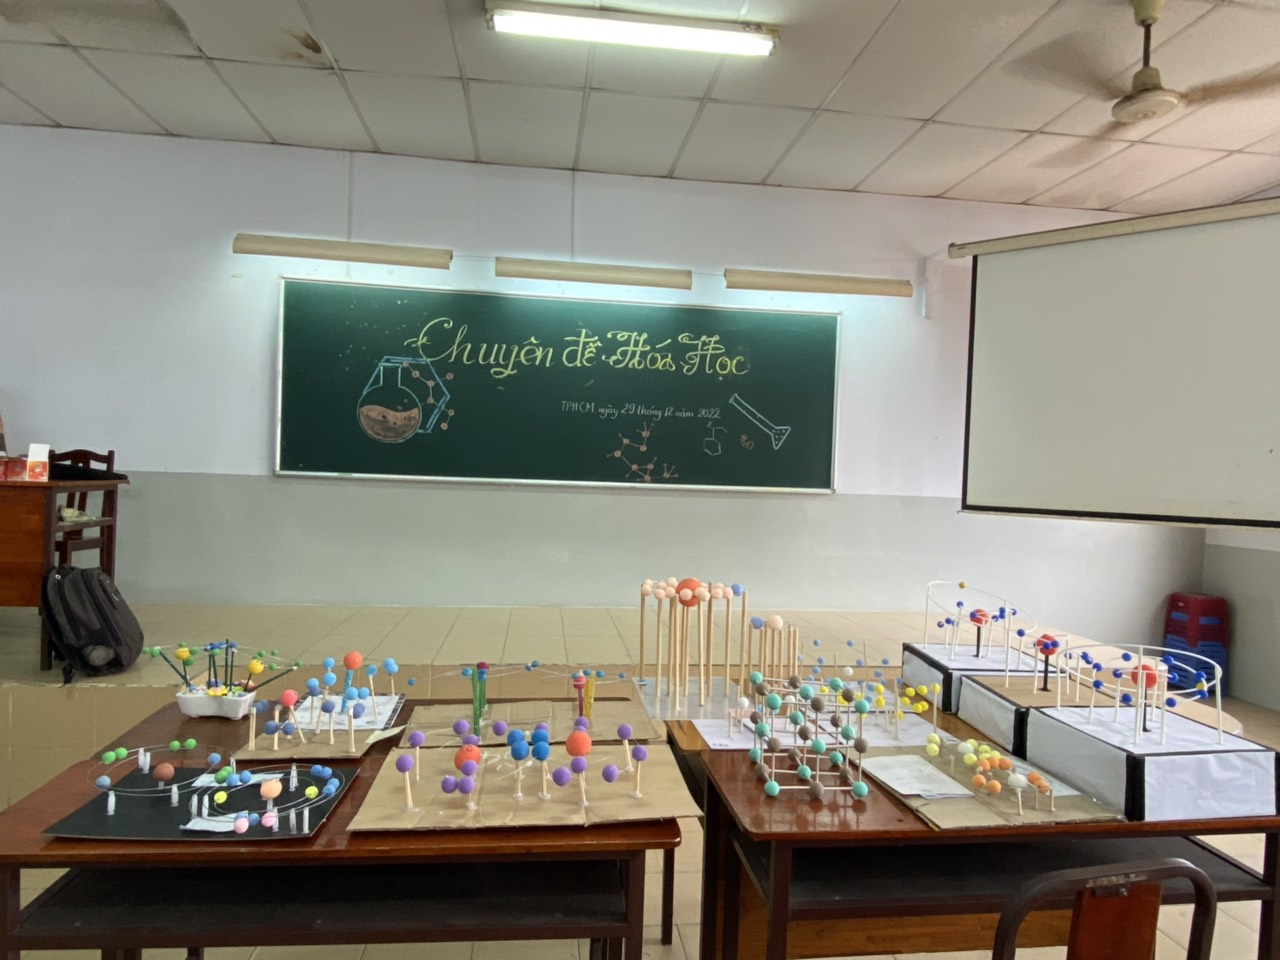 Chuyên đề Hóa Học
TPHCM ngày 29 tháng 12 năm 2022